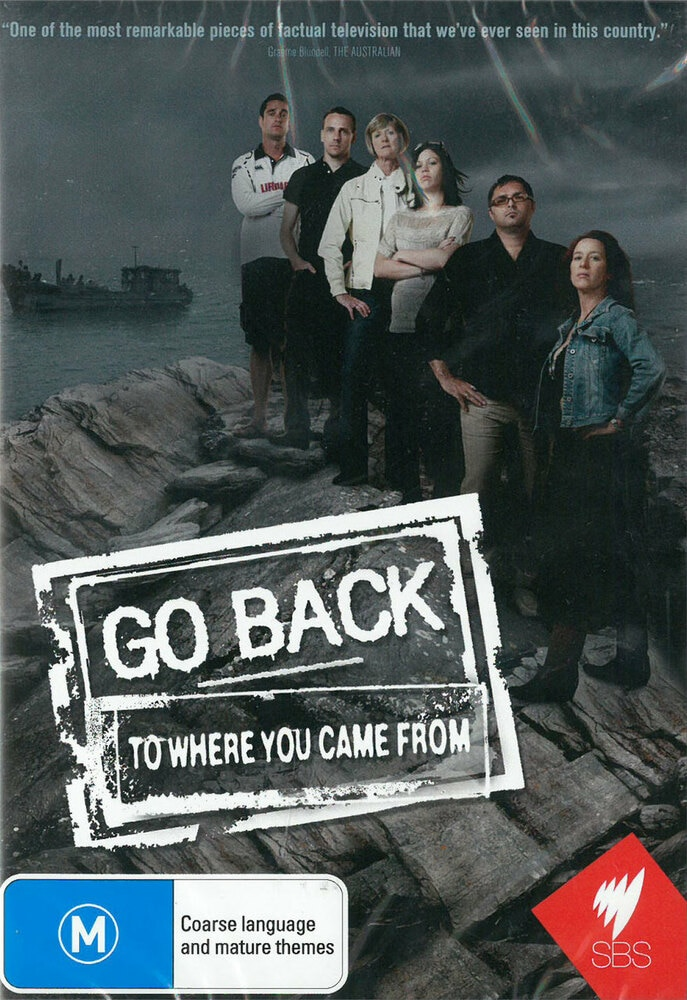 “One of the most remarkable pieces of factual television that we’ve ever seen in this country.”
Graeme Blundell, THE AUSTRALIAN
LIFEGUARD
GO BACK
TO WHERE YOU CAME FROM
M
Coarse language
and mature themes
SBS